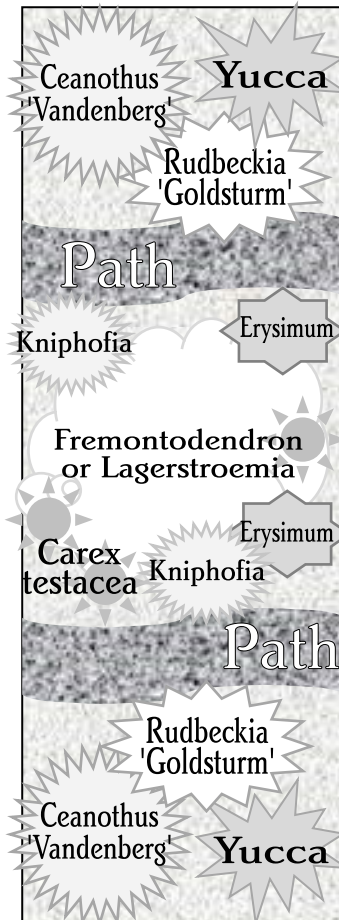 Ceanothus
'Vandenberg'
Yucca
Rudbeckia
'Goldsturm'
Path
Kniphofia
Erysimum
Fremontodendron
or Lagerstroemia
Erysimum
Carex
testacea
Kniphofia
Path
Rudbeckia
'Goldsturm'
Ceanothus
'Vandenberg'
Yucca